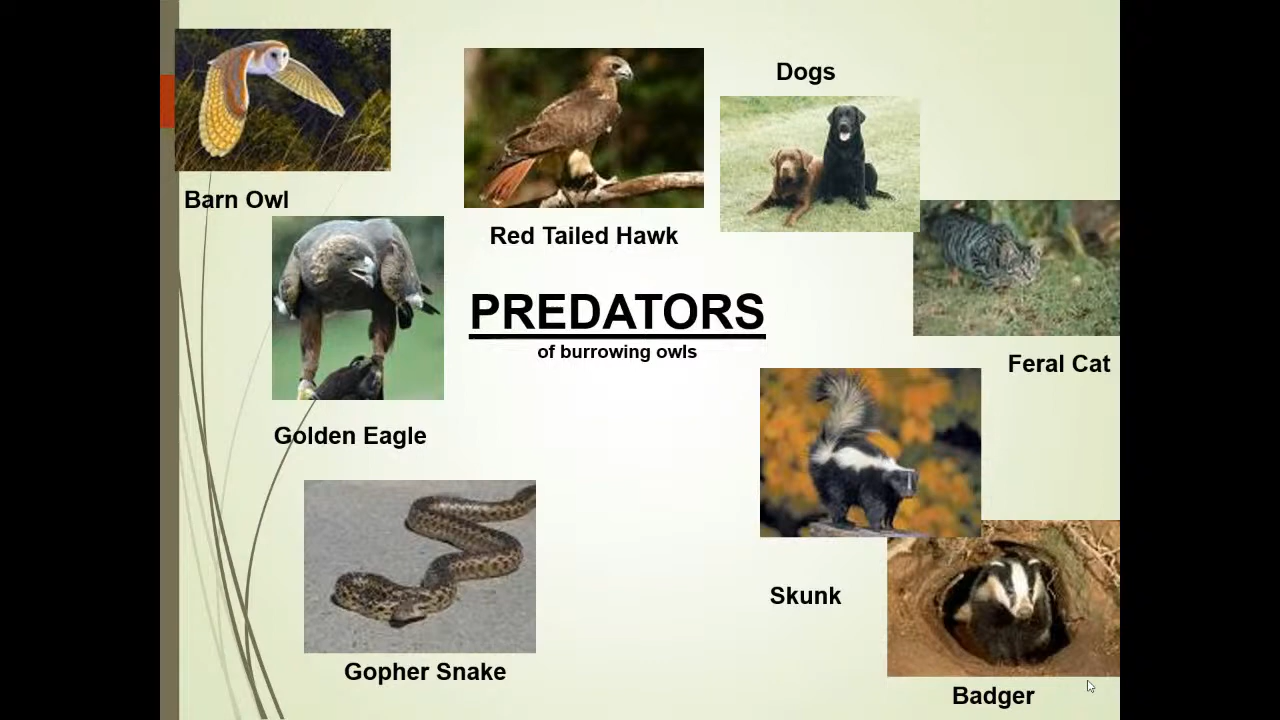 Dogs
Barn Owl
Red Tailed Hawk
PREDATORS
of burrowing owls
Feral Cat
Golden Eagle
Skunk
Gopher Snake
Badger